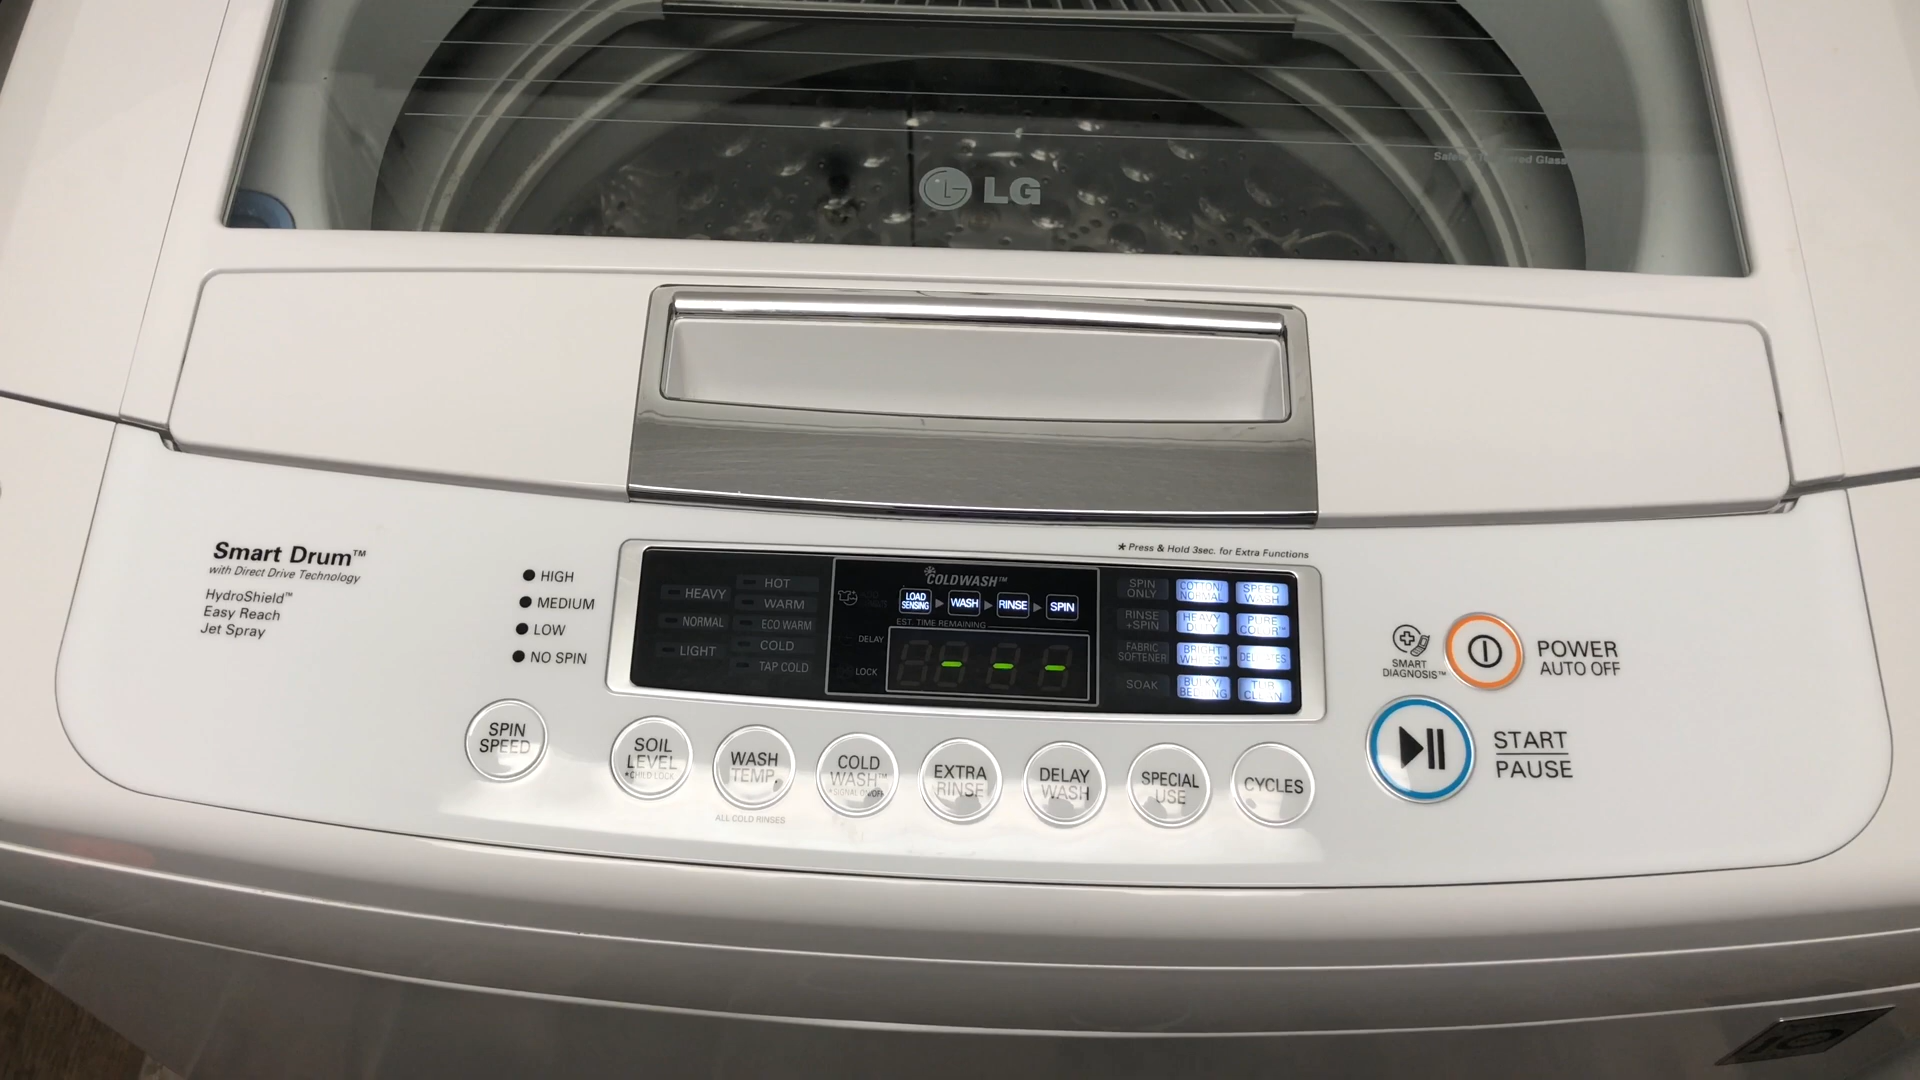 Safety Tempered Glass
LG
Smart Drum™
with Direct Drive Technology
HydroShield™
Easy Reach
Jet Spray
HIGH
MEDIUM
LOW
NO SPIN
SPIN
SPEED
HEAVY
NORMAL
LIGHT
HOT
WARM
ECO WARM
COLD
TAP COLD
COLDWASH™
LOAD
SENSING
WASH
RINSE
SPIN
EST. TIME REMAINING
DELAY
LOCK
* Press & Hold 3sec. for Extra Functions
SPIN
ONLY
RINSE
+SPIN
FABRIC
SOFTENER
SOAK
COTTON/
NORMAL
HEAVY
DUTY
BRIGHT
WHITES™
BULKY/
BEDDING
SPEED
WASH
PURE
COLOR™
DELICATES
TUB
CLEAN
SOIL
LEVEL
*CHILD LOCK
WASH
TEMP.
ALL COLD RINSES
COLD
WASH™
*SIGNAL ON/OFF
EXTRA
RINSE
DELAY
WASH
SPECIAL
USE
CYCLES
SMART
DIAGNOSIS™
POWER
AUTO OFF
START
PAUSE